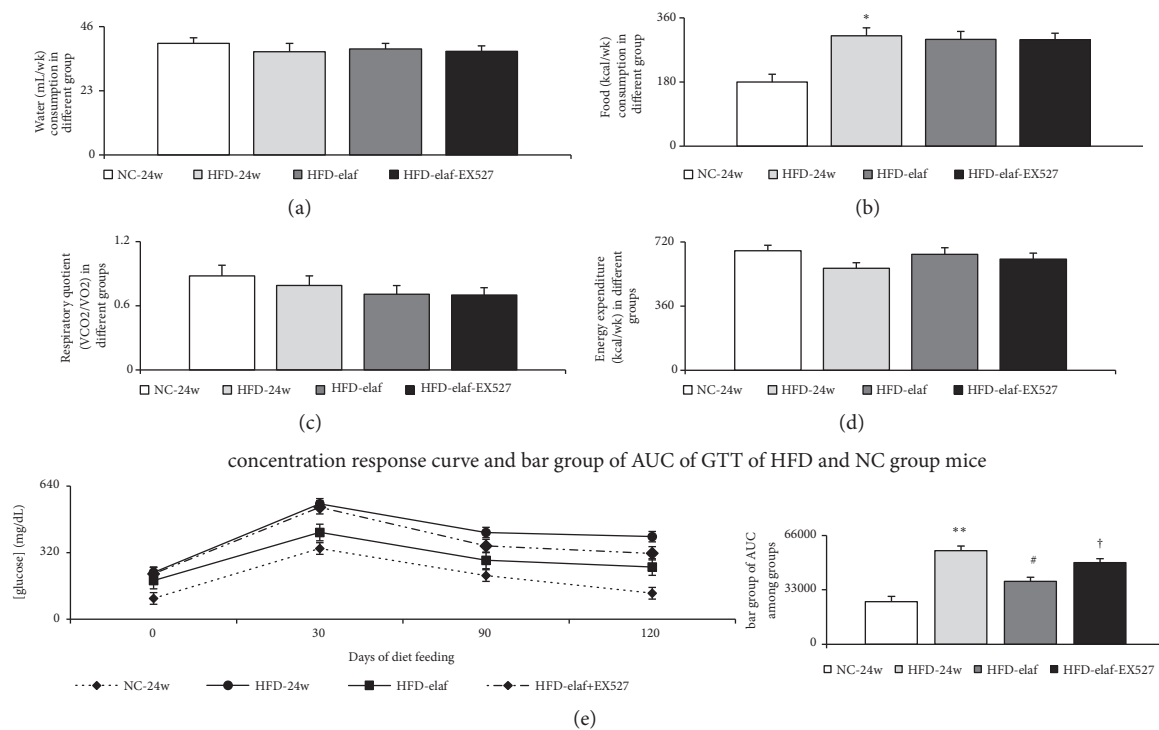 46
23
0
Water (mL/wk)
consumption in
different group
NC-24w
HFD-24w
HFD-elaf
HFD-elaf-EX527
(a)
360
180
0
Food (kcal/wk)
consumption in
different group
*
NC-24w
HFD-24w
HFD-elaf
HFD-elaf-EX527
(b)
1.2
0.6
0
Respiratory quotient
(VCO2/VO2) in
different groups
NC-24w
HFD-24w
HFD-elaf
HFD-elaf-EX527
(c)
720
360
0
Energy expenditure
(kcal/wk) in different
groups
NC-24w
HFD-24w
HFD-elaf
HFD-elaf-EX527
(d)
concentration response curve and bar group of AUC of GTT of HFD and NC group mice
640
320
0
[glucose] (mg/dL)
0
30
90
120
Days of diet feeding
NC-24w
HFD-24w
HFD-elaf
HFD-elaf+EX527
66000
33000
0
bar group of AUC
among groups
**
#
†
NC-24w
HFD-24w
HFD-elaf
HFD-elaf-EX527
(e)